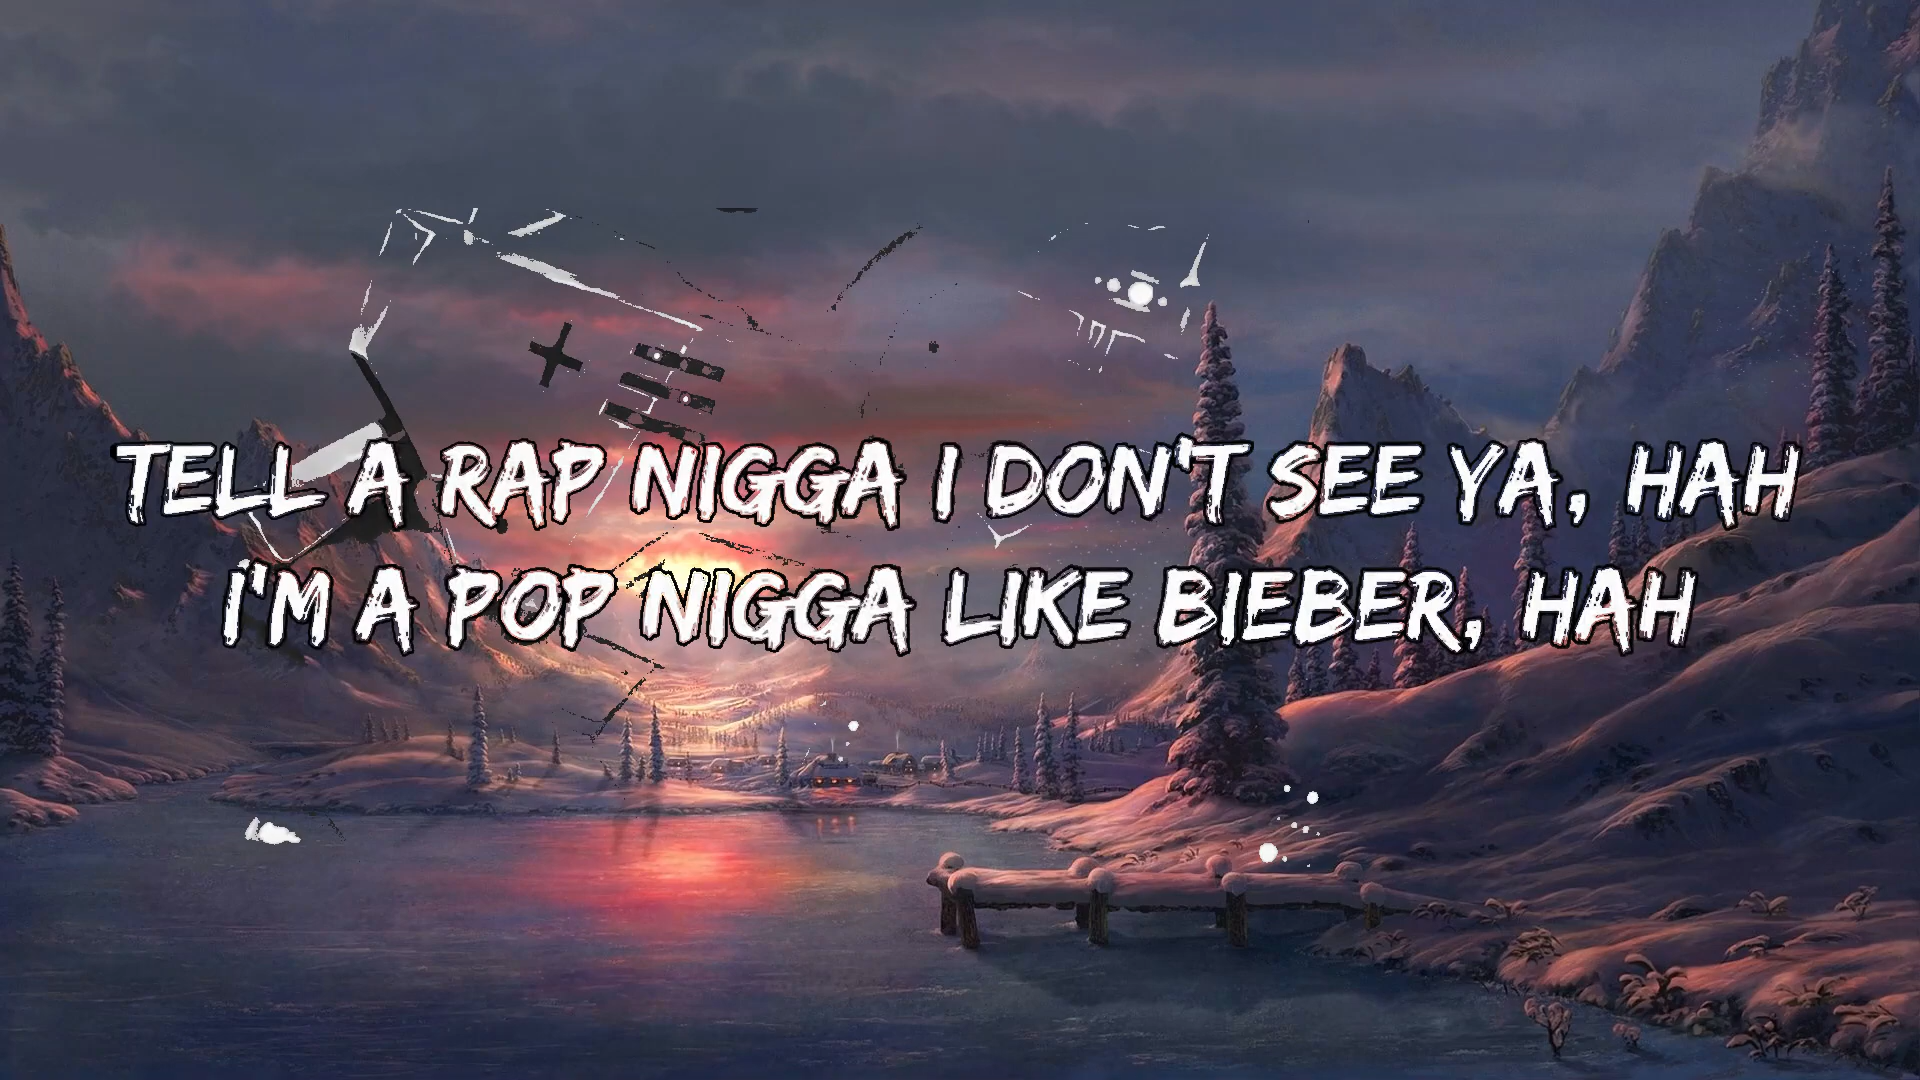 TELL A RAP NIGGA I DON'T SEE YA, HAH
I'M A POP NIGGA LIKE BIEBER, HAH